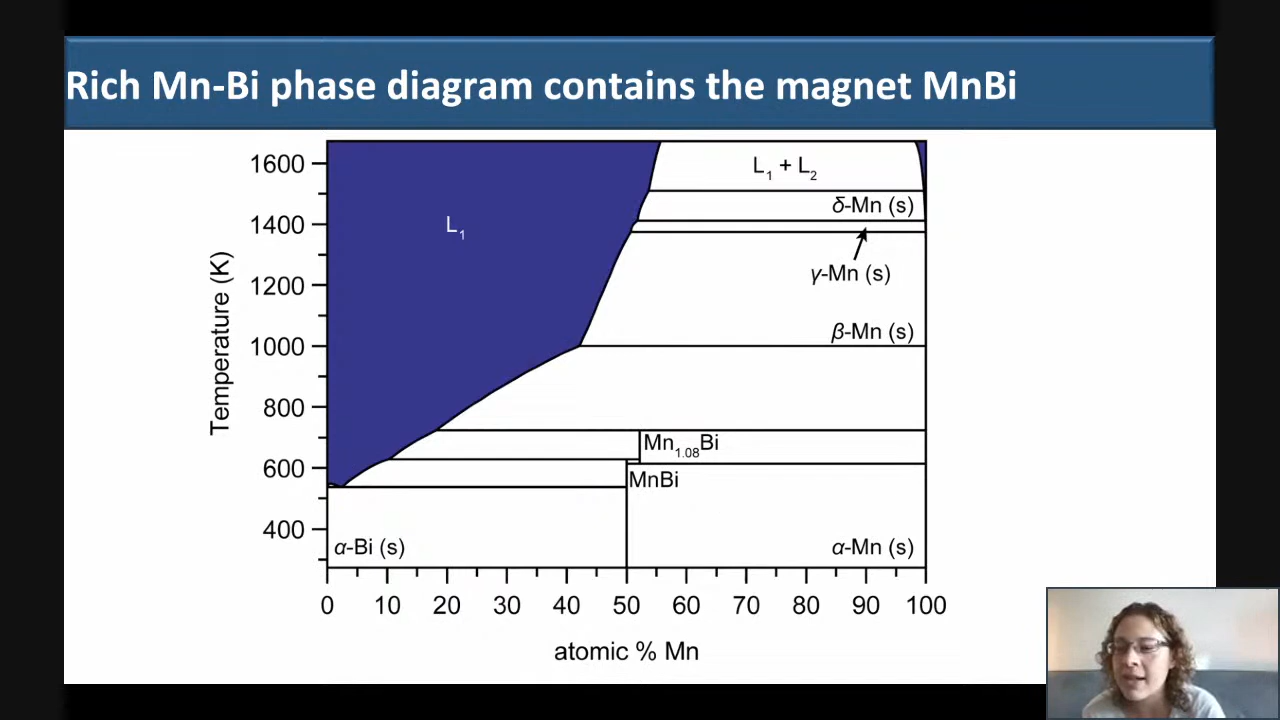 Rich Mn-Bi phase diagram contains the magnet MnBi
1600
1400
1200
1000
800
600
400
Temperature (K)
L₁
L₁ + L₂
δ-Mn (s)
γ-Mn (s)
β-Mn (s)
Mn₁.₀₈Bi
MnBi
α-Bi (s)
α-Mn (s)
0 10 20 30 40 50 60 70 80 90 100
atomic % Mn